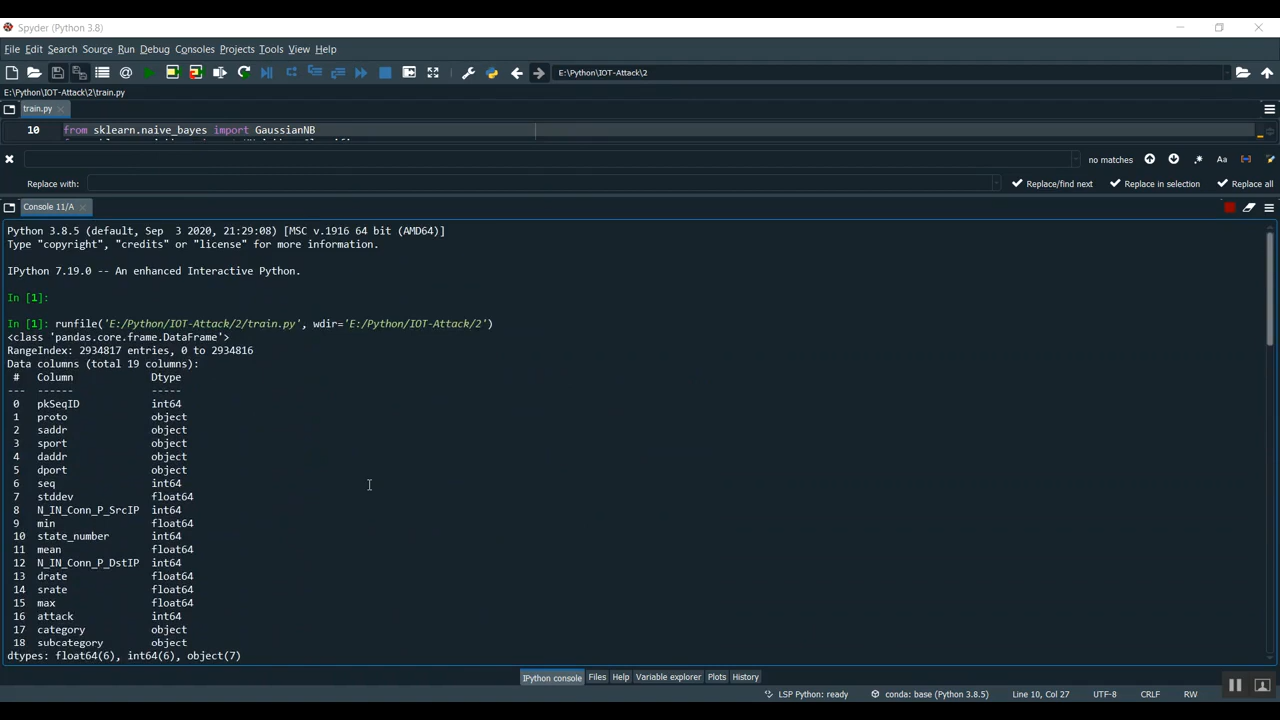 Spyder (Python 3.8)
File Edit Search Source Run Debug Consoles Projects Tools View Help
E:\Python\IOT-Attack\2
E:\Python\IOT-Attack\2\train.py
train.py
10 from sklearn.naive_bayes import GaussianNB
no matches Aa
Replace with: Replace/find next Replace in selection Replace all
Console 11/A
Python 3.8.5 (default, Sep  3 2020, 21:29:08) [MSC v.1916 64 bit (AMD64)]
Type "copyright", "credits" or "license" for more information.
IPython 7.19.0 -- An enhanced Interactive Python.
In [1]:
In [1]: runfile('E:/Python/IOT-Attack/2/train.py', wdir='E:/Python/IOT-Attack/2')
<class 'pandas.core.frame.DataFrame'>
RangeIndex: 2934817 entries, 0 to 2934816
Data columns (total 19 columns):
#   Column   Dtype
---  ------   -----
0   pkSeqID   int64
1   proto   object
2   saddr   object
3   sport   object
4   daddr   object
5   dport   object
6   seq   int64
7   stddev   float64
8   N_IN_Conn_P_SrcIP   int64
9   min   float64
10   state_number   int64
11   mean   float64
12   N_IN_Conn_P_DstIP   int64
13   drate   float64
14   srate   float64
15   max   float64
16   attack   int64
17   category   object
18   subcategory   object
dtypes: float64(6), int64(6), object(7)
IPython console Files Help Variable explorer Plots History
LSP Python: ready conda: base (Python 3.8.5) Line 10, Col 27 UTF-8 CRLF RW